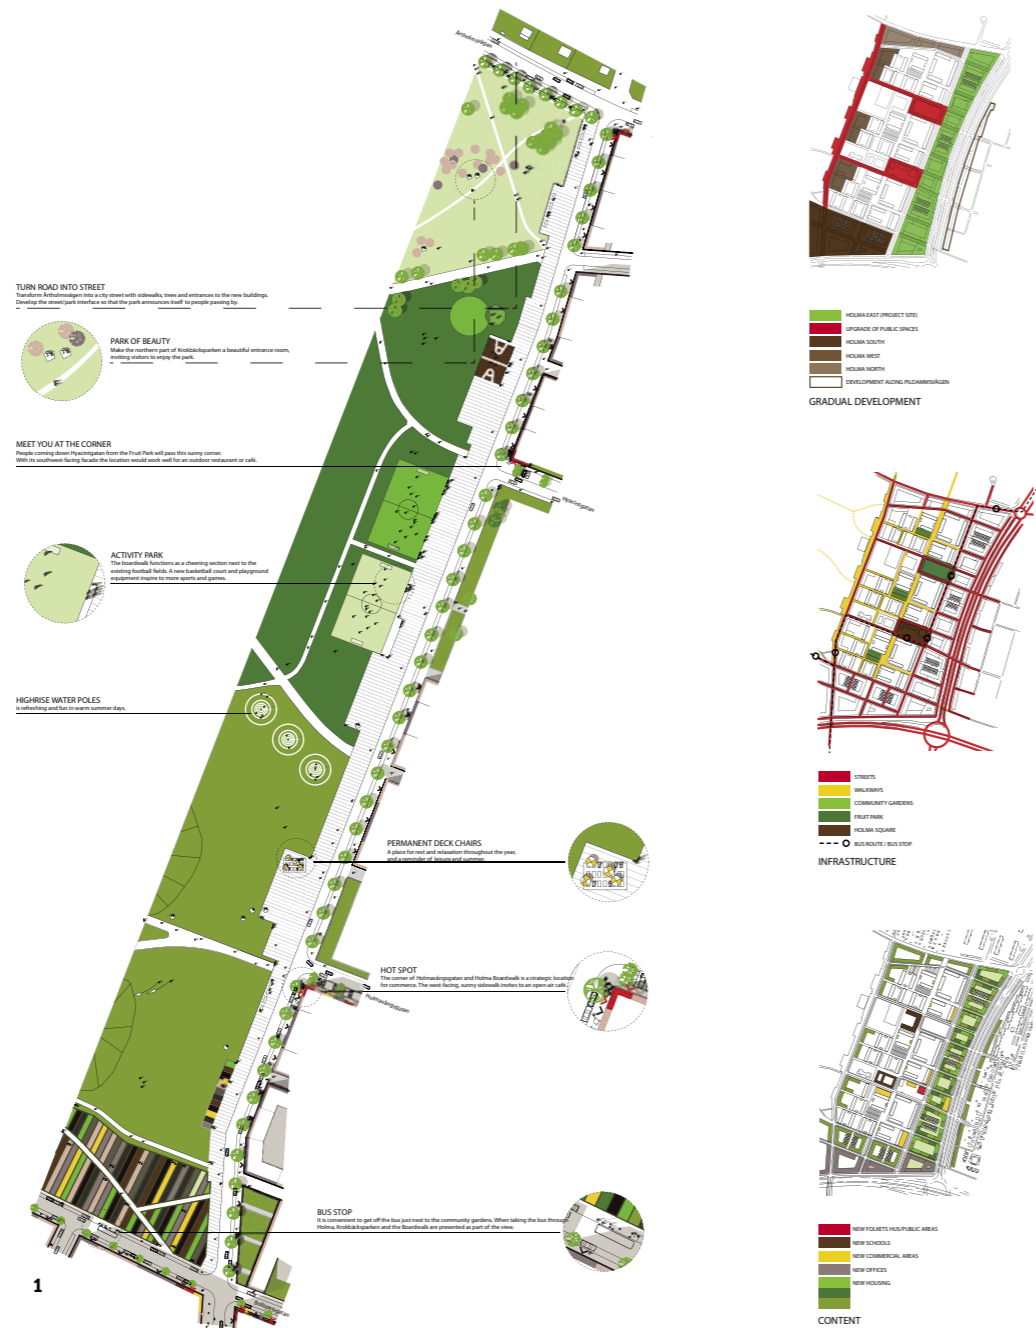 Ärtholmsvägen
TURN ROAD INTO STREET
Transform Ärtholmsvägen into a city street with sidewalks, trees and entrances to the new buildings.
Develop the street/park interface so that the park announces itself to people passing by.
PARK OF BEAUTY
Make the northern part of Krokbäcksparken a beautiful entrance room,
inviting visitors to enjoy the park.
MEET YOU AT THE CORNER
People coming down Hyacintgatan from the Fruit Park will pass this sunny corner.
With its southwest-facing facade the location would work well for an outdoor restaurant or café.
Hyacintgatan
ACTIVITY PARK
The boardwalk functions as a cheering section next to the
existing football fields. A new basketball court and playground
equipment inspire to more sports and games.
HIGHRISE WATER POLES
is refreshing and fun in warm summer days.
PERMANENT DECK CHAIRS
A place for rest and relaxation throughout the year,
and a reminder of leisure and summer.
HOT SPOT
The corner of Holmavångsgatan and Holma Boardwalk is a strategic location
for commerce. The west-facing, sunny sidewalk invites to an open-air café.
Holmavångsgatan
BUS STOP
It is convenient to get off the bus just next to the community gardens. When taking the bus through
Holma, Krokbäcksparken and the Boardwalk are presented as part of the view.
1
HOLMA EAST (PROJECT SITE)
UPGRADE OF PUBLIC SPACES
HOLMA SOUTH
HOLMA WEST
HOLMA NORTH
DEVELOPMENT ALONG PILDAMMSVÄGEN
GRADUAL DEVELOPMENT
STREETS
WALKWAYS
COMMUNITY GARDENS
FRUIT PARK
HOLMA SQUARE
BUS ROUTE / BUS STOP
INFRASTRUCTURE
NEW FOLKETS HUS/PUBLIC AREAS
NEW SCHOOLS
NEW COMMERCIAL AREAS
NEW OFFICES
NEW HOUSING
CONTENT